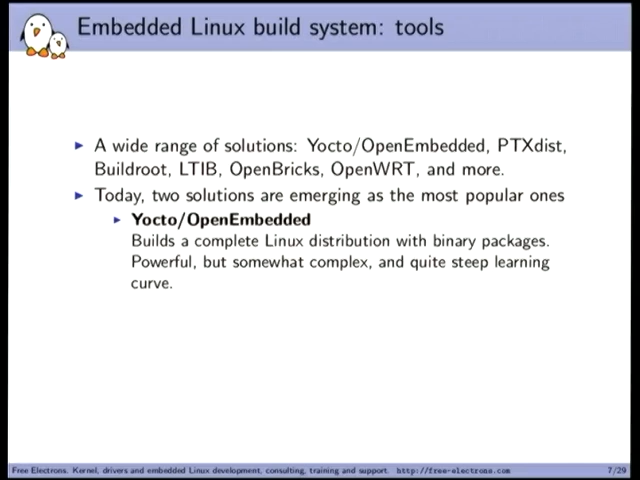 Embedded Linux build system: tools
▶ A wide range of solutions: Yocto/OpenEmbedded, PTXdist,
Buildroot, LTIB, OpenBricks, OpenWRT, and more.
▶ Today, two solutions are emerging as the most popular ones
▶ Yocto/OpenEmbedded
Builds a complete Linux distribution with binary packages.
Powerful, but somewhat complex, and quite steep learning
curve.
Free Electrons. Kernel, drivers and embedded Linux development, consulting, training and support. http://free-electrons.com 7/29